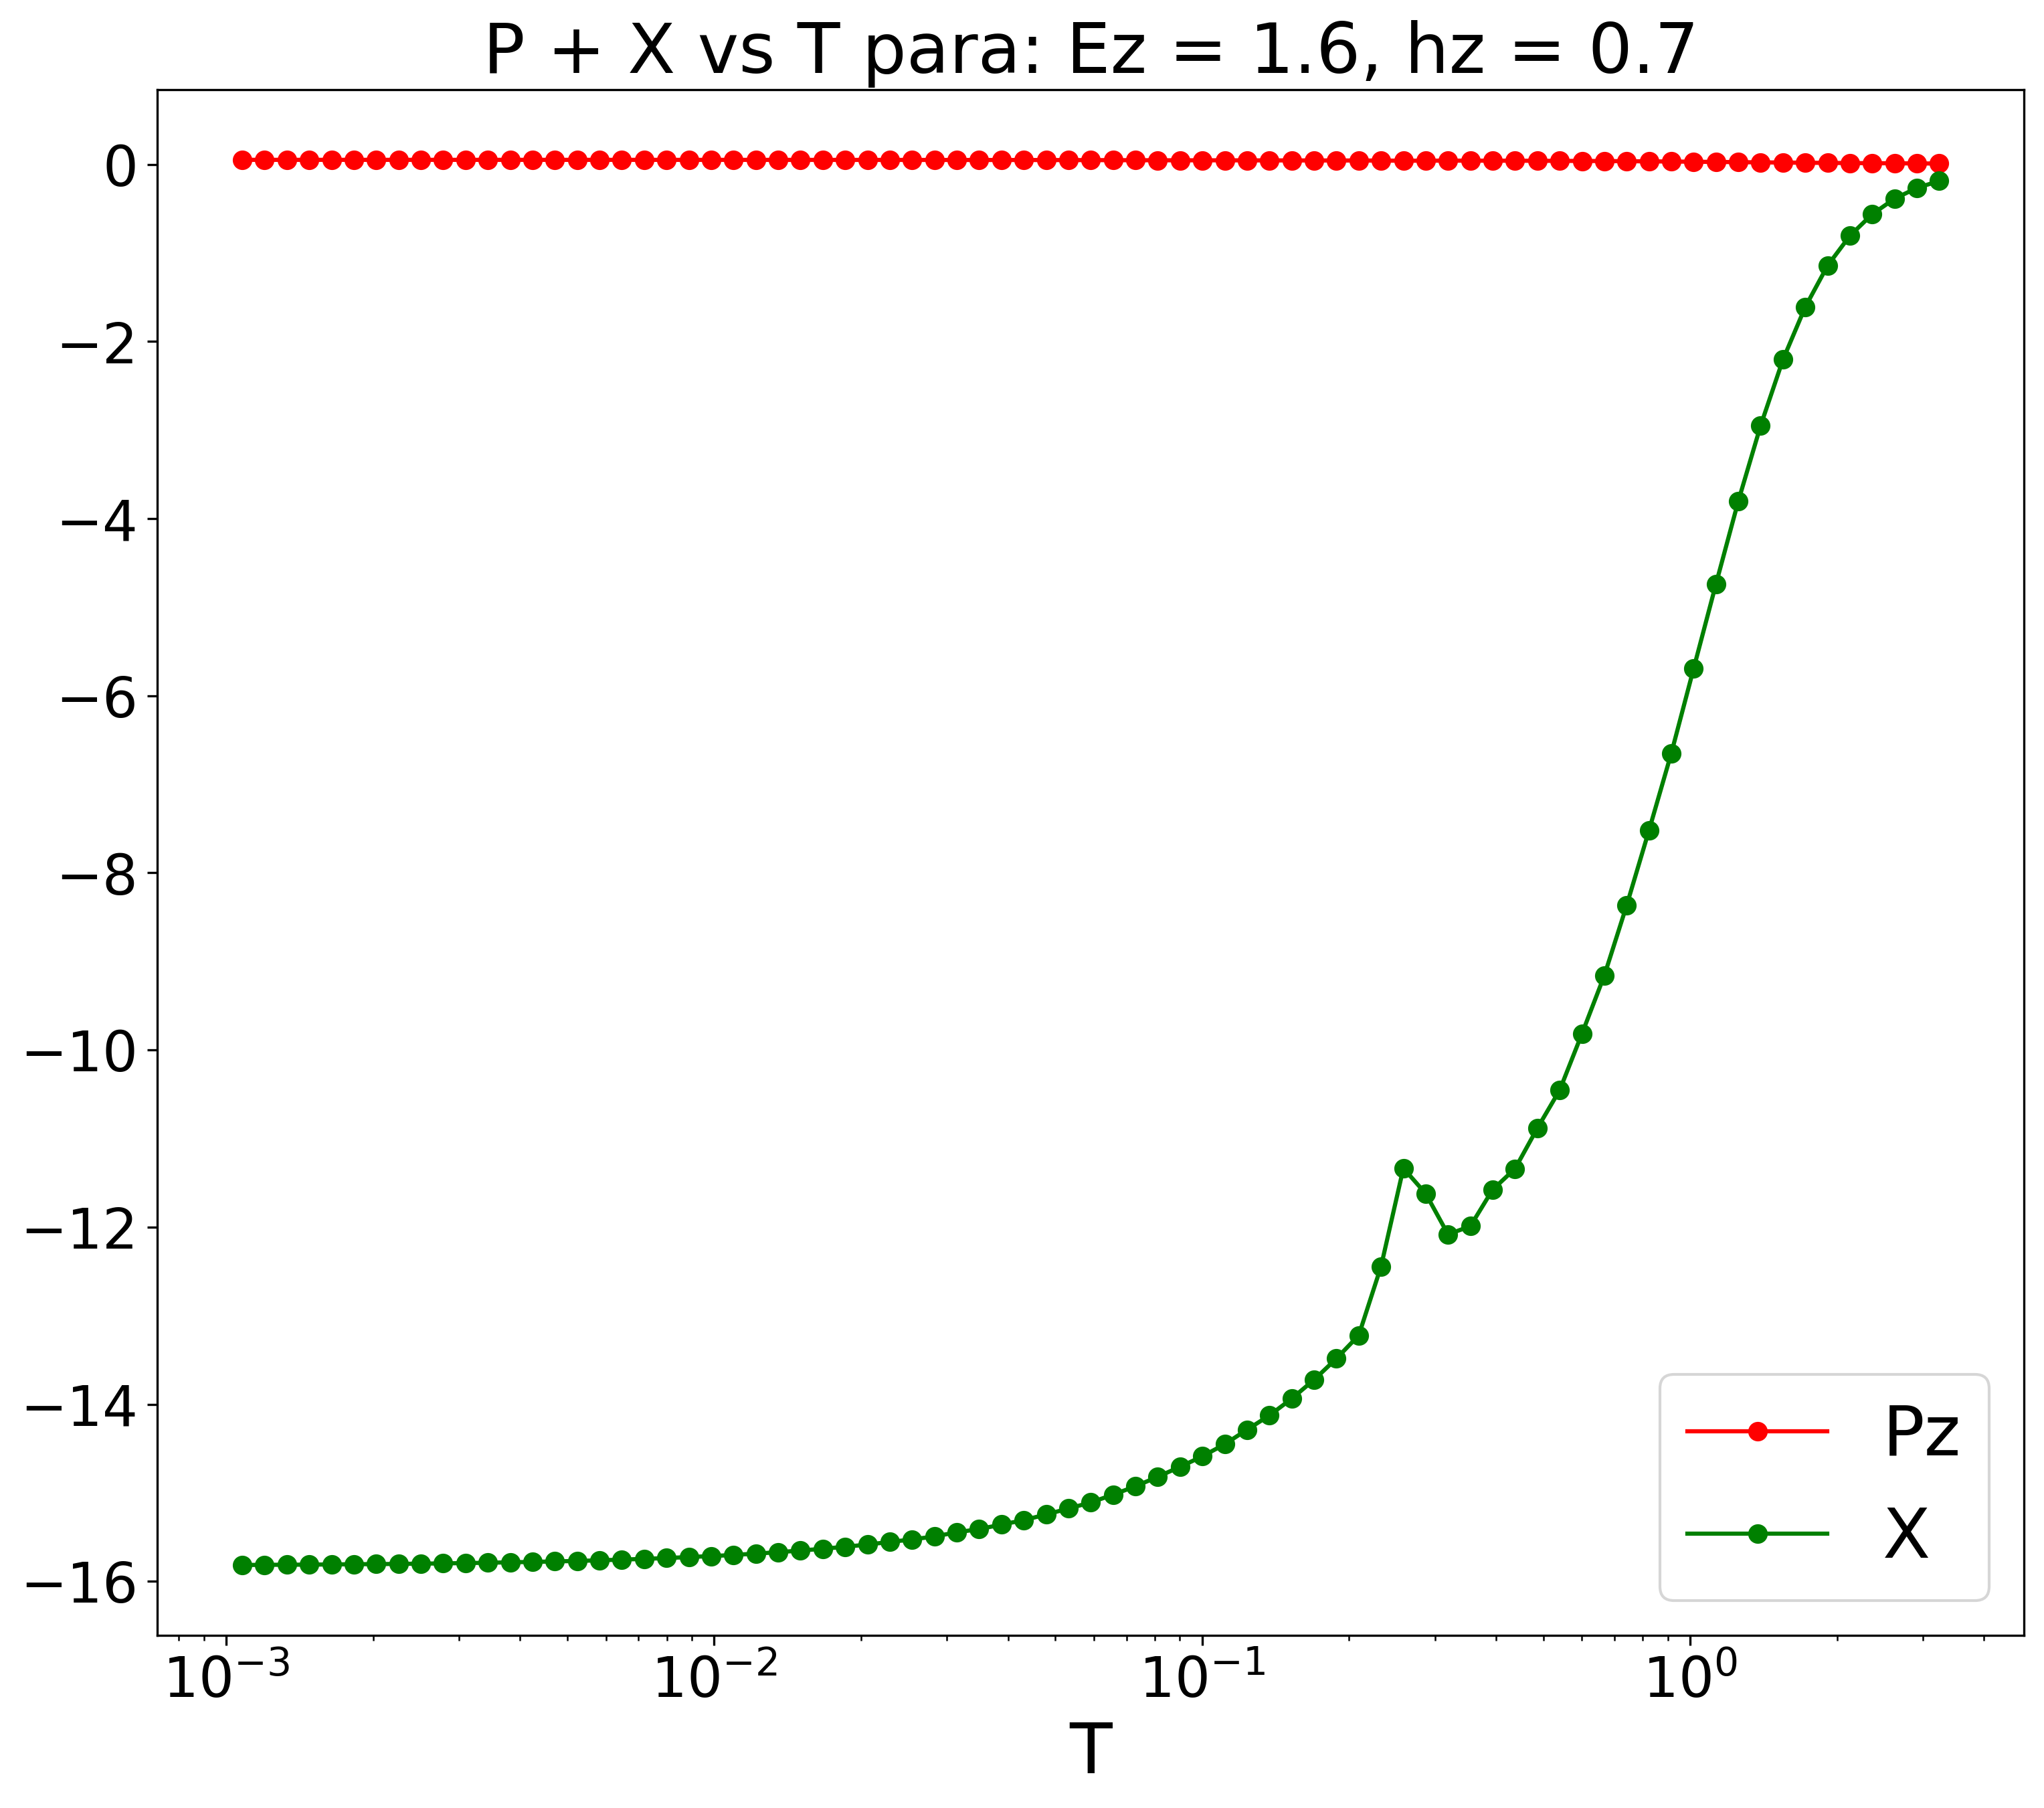 P + X vs T para: Ez = 1.6, hz = 0.7
0
−2
−4
−6
−8
−10
−12
−14
−16
Pz
X
10⁻³ 10⁻² 10⁻¹ 10⁰
T